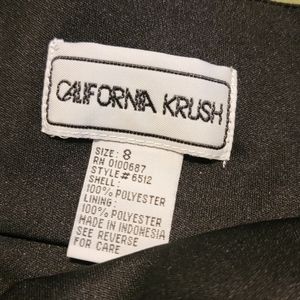 CALIFORNIA KRUSH
SIZE: 8
RN 0100687
STYLE# 6512
SHELL:
100% POLYESTER
LINING:
100% POLYESTER
MADE IN INDONESIA
SEE REVERSE
FOR CARE